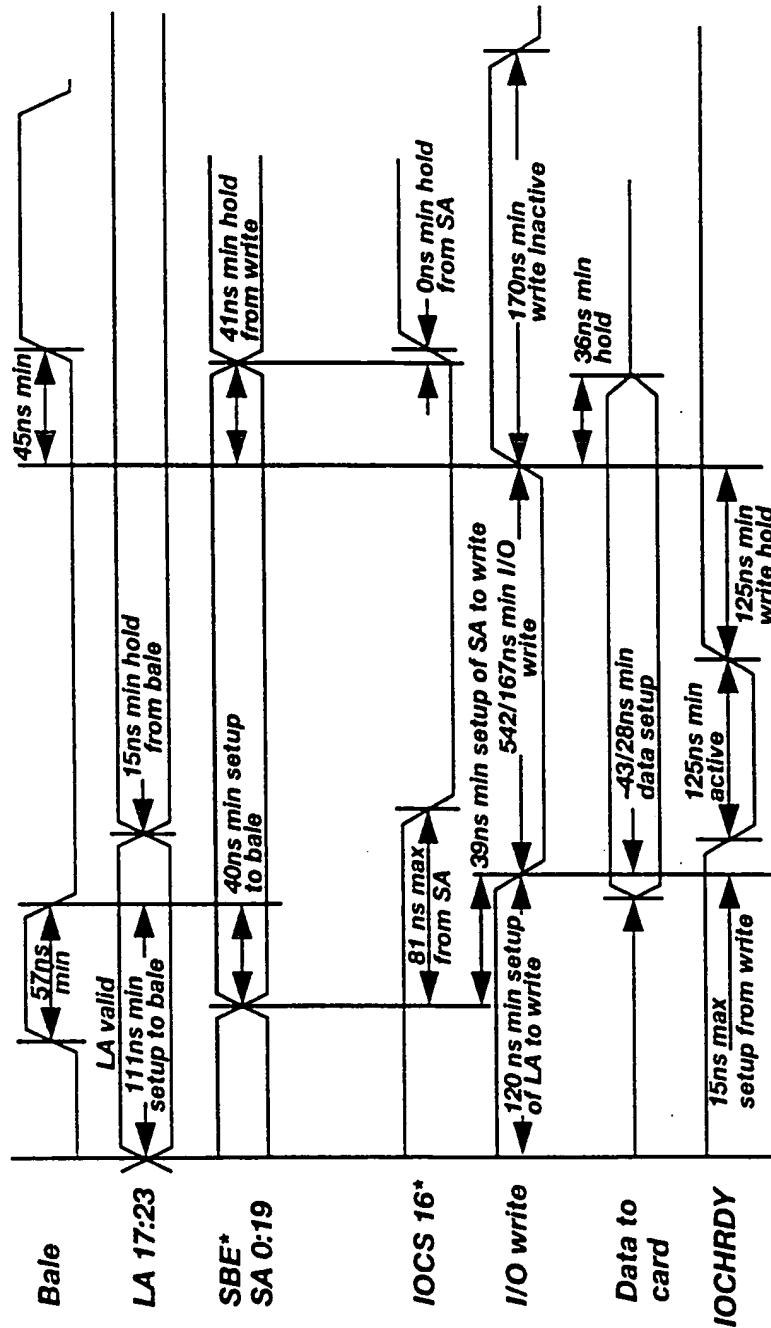 Bale
57ns
min
45ns min
LA 17:23
LA valid
111ns min
setup to bale
15ns min hold
from bale
SBE*
SA 0:19
40ns min setup
to bale
41ns min hold
from write
IOCS 16*
81 ns max
from SA
0ns min hold
from SA
39ns min setup of SA to write
I/O write
120 ns min setup
of LA to write
542/167ns min I/O
write
170ns min
write inactive
Data to
card
-43/28ns min
data setup
36ns min
hold
IOCHRDY
15ns max
setup from write
125ns min
active
125ns min
write hold